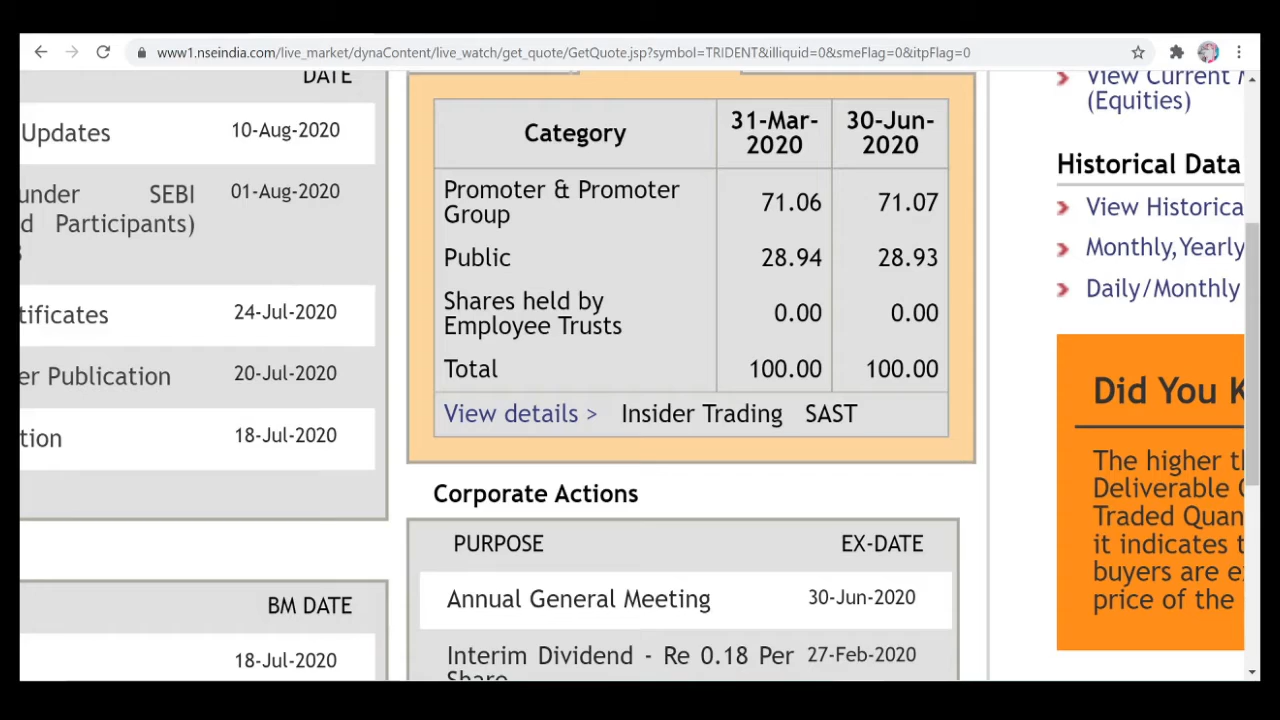 www1.nseindia.com/live_market/dynaContent/live_watch/get_quote/GetQuote.jsp?symbol=TRIDENT&illiquid=0&smeFlag=0&itpFlag=0
DATE
Updates 10-Aug-2020
under SEBI 01-Aug-2020
d Participants)
tificates 24-Jul-2020
er Publication 20-Jul-2020
tion 18-Jul-2020
BM DATE
18-Jul-2020
Category 31-Mar-2020 30-Jun-2020
Promoter & Promoter
Group 71.06 71.07
Public 28.94 28.93
Shares held by
Employee Trusts 0.00 0.00
Total 100.00 100.00
View details > Insider Trading SAST
Corporate Actions
PURPOSE EX-DATE
Annual General Meeting 30-Jun-2020
Interim Dividend - Re 0.18 Per 27-Feb-2020
Share
View Current
(Equities)
Historical Data
View Historica
Monthly,Yearly
Daily/Monthly
Did You K
The higher t
Deliverable
Traded Quan
it indicates t
buyers are e
price of the